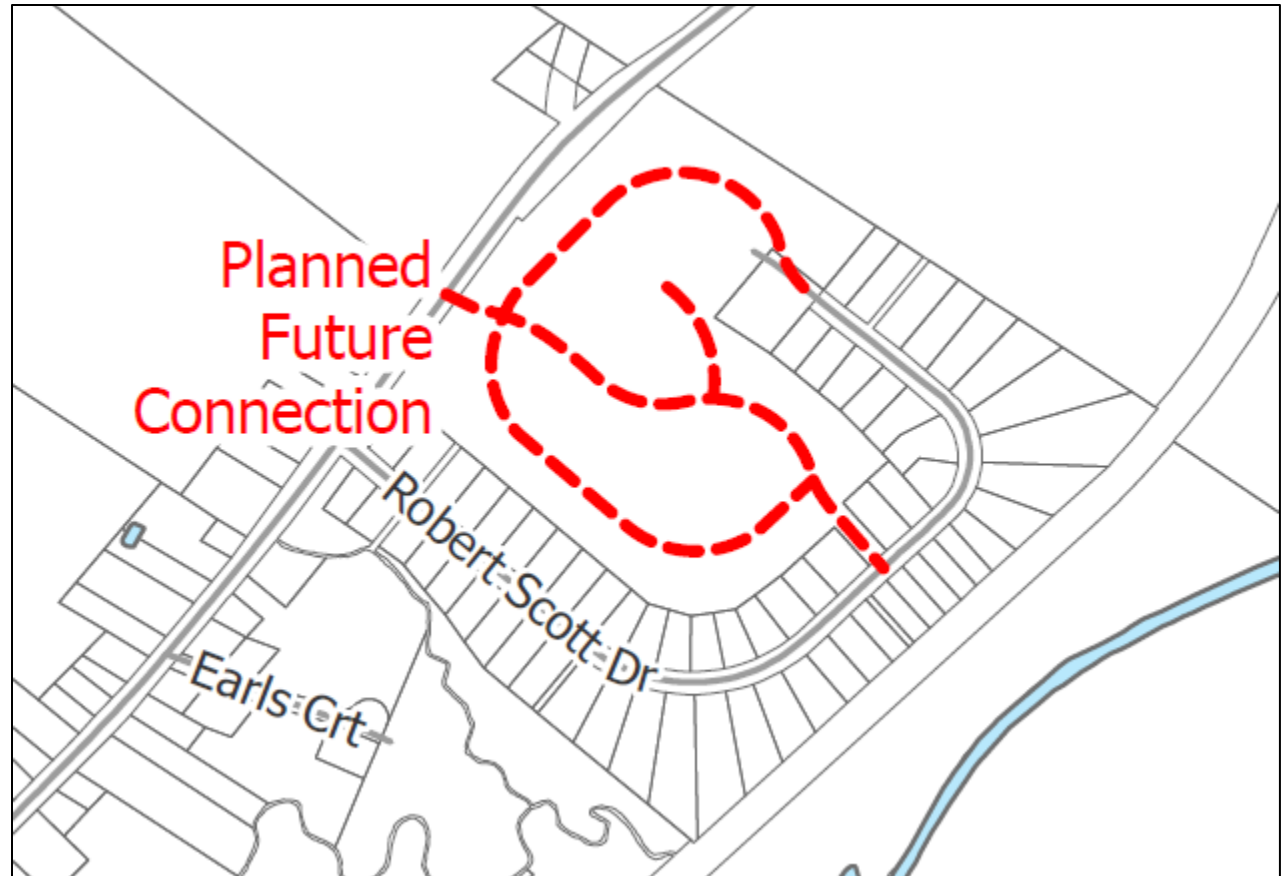 Planned
Future
Connection
Robert Scott Dr
Earls Crt